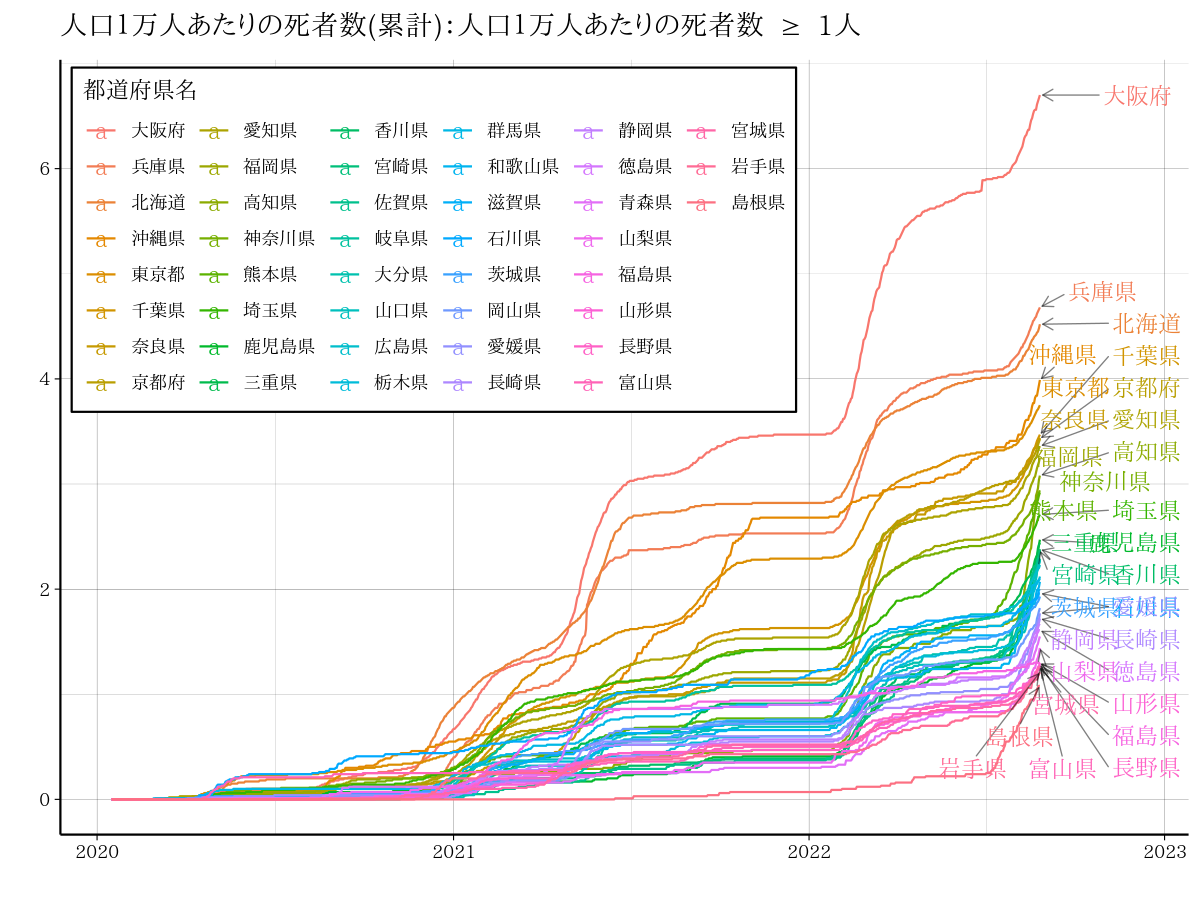 人口1万人あたりの死者数(累計):人口1万人あたりの死者数 ≥ 1人
都道府県名
a 大阪府 a 愛知県 a 香川県 a 群馬県 a 静岡県 a 宮城県
a 兵庫県 a 福岡県 a 宮崎県 a 和歌山県 a 徳島県 a 岩手県
a 北海道 a 高知県 a 佐賀県 a 滋賀県 a 青森県 a 島根県
a 沖縄県 a 神奈川県 a 岐阜県 a 石川県 a 山梨県
a 東京都 a 熊本県 a 大分県 a 茨城県 a 福島県
a 千葉県 a 埼玉県 a 山口県 a 岡山県 a 山形県
a 奈良県 a 鹿児島県 a 広島県 a 愛媛県 a 長野県
a 京都府 a 三重県 a 栃木県 a 長崎県 a 富山県
大阪府
兵庫県
北海道
沖縄県 千葉県
東京都 京都府
奈良県 愛知県
福岡県 高知県
神奈川県
熊本県 埼玉県
三重県 鹿児島県
宮崎県 香川県
茨城県
静岡県 長崎県
山梨県 徳島県
宮城県 山形県
島根県 福島県
岩手県 富山県 長野県
6
4
2
0
2020 2021 2022 2023